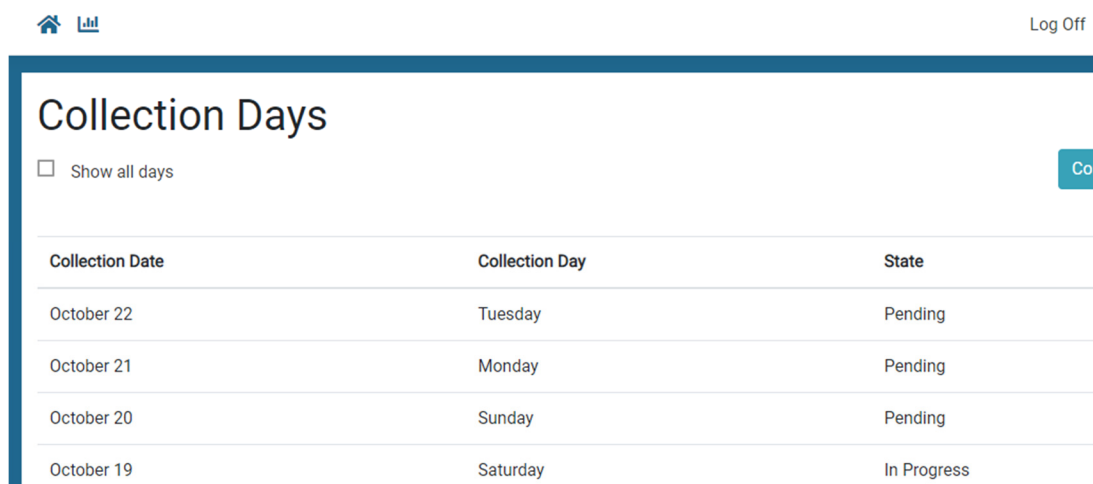 Log Off
Collection Days
Show all days
Co
Collection Date Collection Day State
October 22 Tuesday Pending
October 21 Monday Pending
October 20 Sunday Pending
October 19 Saturday In Progress